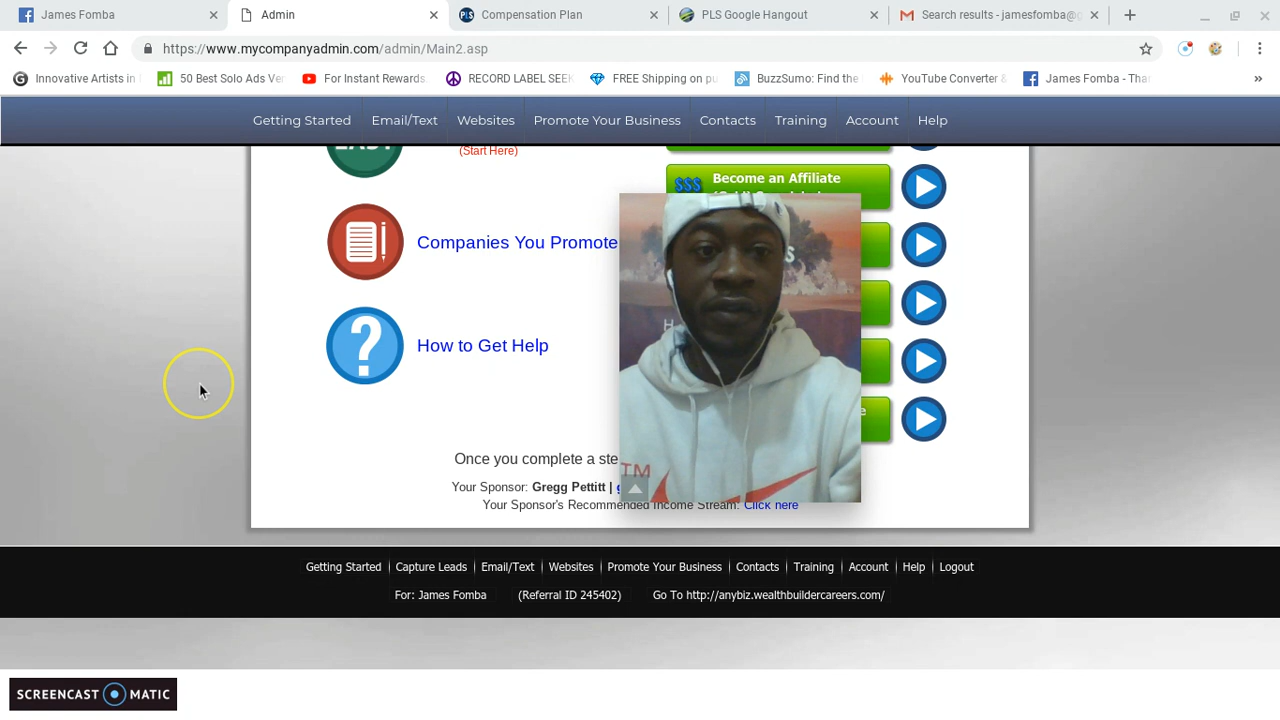 James Fomba
Admin
Compensation Plan
PLS Google Hangout
Search results - jamesfomba@g
https://www.mycompanyadmin.com/admin/Main2.asp
Innovative Artists in
50 Best Solo Ads Ver
For Instant Rewards
RECORD LABEL SEEK
FREE Shipping on pu
BuzzSumo: Find the
YouTube Converter &
James Fomba - Tha
Getting Started Email/Text Websites Promote Your Business Contacts Training Account Help
(Start Here)
$$$ Become an Affiliate
Companies You Promote
How to Get Help
Once you complete a ste
Your Sponsor: Gregg Pettitt |
Your Sponsor's Recommended Income Stream: Click here
TM
Getting Started Capture Leads Email/Text Websites Promote Your Business Contacts Training Account Help Logout
For: James Fomba (Referral ID 245402) Go To http://anybiz.wealthbuildercareers.com/
SCREENCAST MATIC